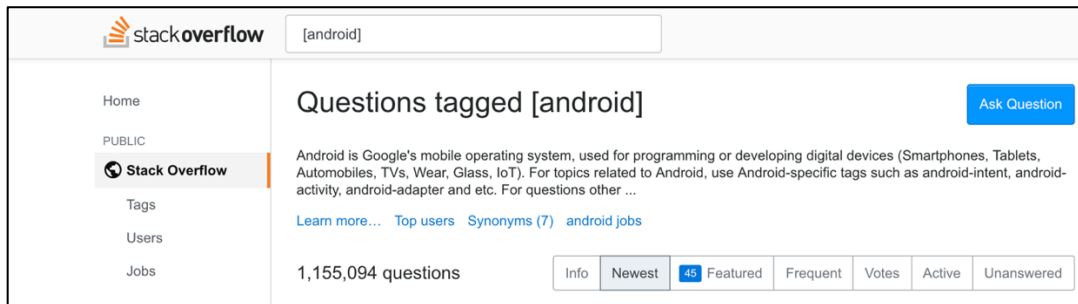 stackoverflow
[android]
Home
PUBLIC
Stack Overflow
Tags
Users
Jobs
Questions tagged [android]
Ask Question
Android is Google's mobile operating system, used for programming or developing digital devices (Smartphones, Tablets,
Automobiles, TVs, Wear, Glass, IoT). For topics related to Android, use Android-specific tags such as android-intent, android-
activity, android-adapter and etc. For questions other ...
Learn more… Top users Synonyms (7) android jobs
1,155,094 questions
Info Newest 45 Featured Frequent Votes Active Unanswered